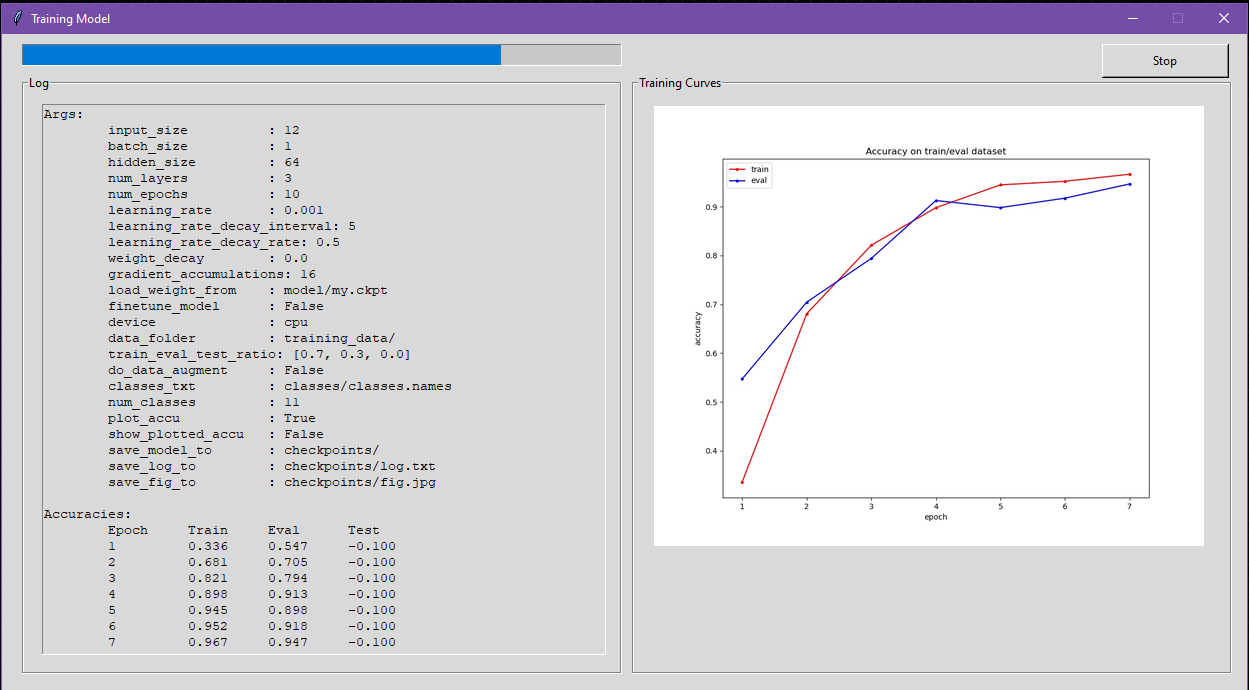 Training Model
Stop
Log
Args:
input_size : 12
batch_size : 1
hidden_size : 64
num_layers : 3
num_epochs : 10
learning_rate : 0.001
learning_rate_decay_interval: 5
learning_rate_decay_rate: 0.5
weight_decay : 0.0
gradient_accumulations: 16
load_weight_from : model/my.ckpt
finetune_model : False
device : cpu
data_folder : training_data/
train_eval_test_ratio: [0.7, 0.3, 0.0]
do_data_augment : False
classes_txt : classes/classes.names
num_classes : 11
plot_accu : True
show_plotted_accu : False
save_model_to : checkpoints/
save_log_to : checkpoints/log.txt
save_fig_to : checkpoints/fig.jpg
Accuracies:
Epoch Train Eval Test
1 0.336 0.547 -0.100
2 0.681 0.705 -0.100
3 0.821 0.794 -0.100
4 0.898 0.913 -0.100
5 0.945 0.898 -0.100
6 0.952 0.918 -0.100
7 0.967 0.947 -0.100
Training Curves
Accuracy on train/eval dataset
train
eval
0.9
0.8
0.7
0.6
0.5
0.4
accuracy
1 2 3 4 5 6 7
epoch